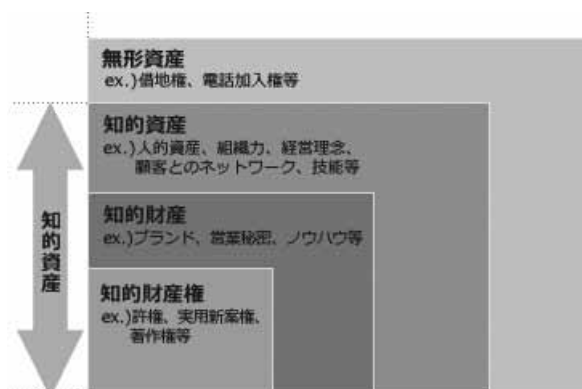 無形資産
ex.)借地権、電話加入権等
知的資産
ex.)人的資産、組織力、経営理念、
顧客とのネットワーク、技能等
知的財産
ex.)ブランド、営業秘密、ノウハウ等
知的財産権
ex.)許権、実用新案権、
著作権等
知的資産